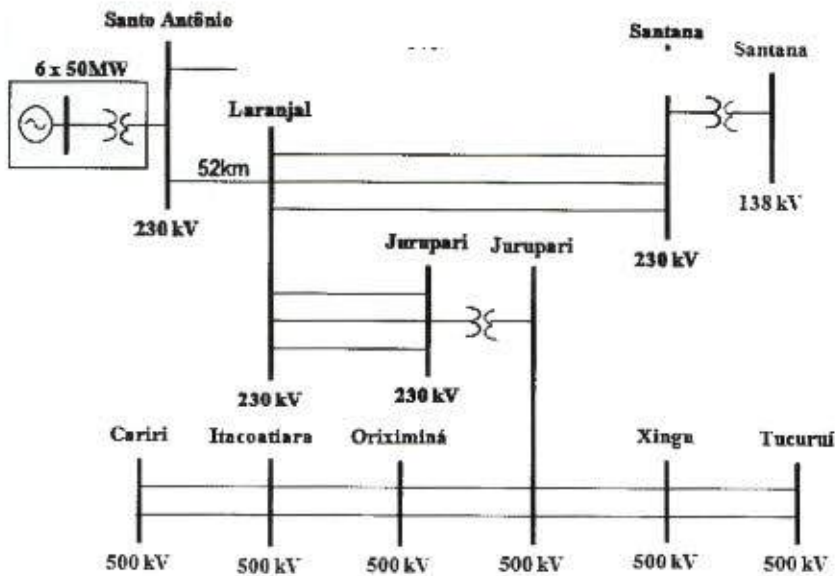 Santo Antônio
Santana
Santana
6 x 50MW
Laranjal
52km
230 kV
138 kV
230 kV
Jurupari
Jurupari
230 kV
230 kV
Cariri
Itacoatiara
Oriximiná
Xingu
Tucuruí
500 kV
500 kV
500 kV
500 kV
500 kV
500 kV